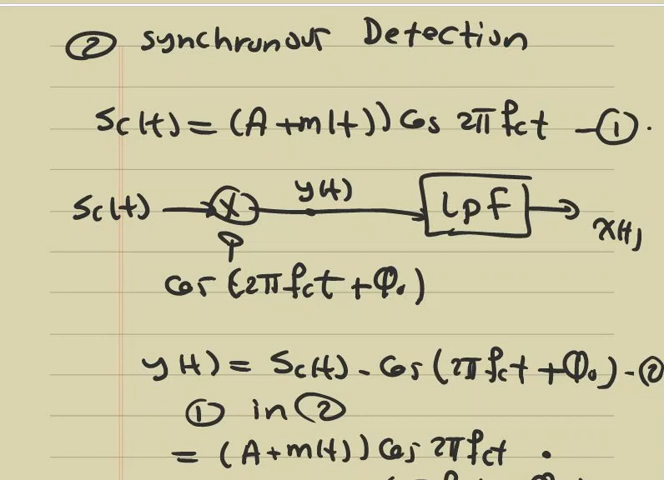 ② synchronour Detection
Sc(t) = (A+m(t)) Cos 2π fct —①.
Sc(t) X y(t) Lpf x(t)
cos (2π fct + φ₀)
y(t) = Sc(t) - Cos (2π fct + φ₀) -②
① in ②
= (A+m(t)) Cos 2π fct .